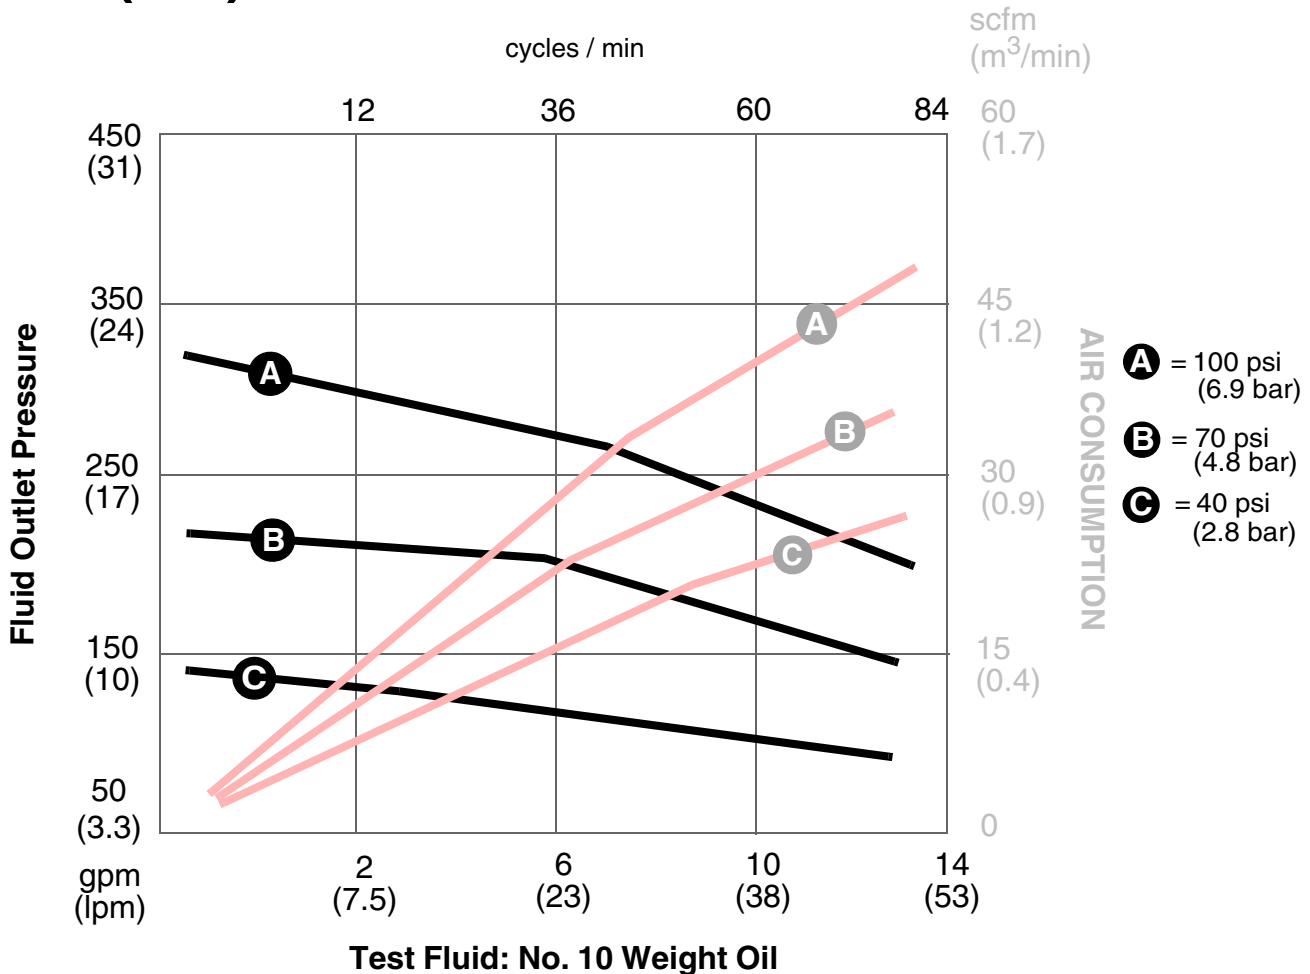 cycles / min
scfm
(m³/min)
12 36 60 84
60
(1.7)
450
(31)
350
(24)
250
(17)
150
(10)
50
(3.3)
45
(1.2)
30
(0.9)
15
(0.4)
0
Fluid Outlet Pressure
AIR CONSUMPTION
A
B
C
A
B
C
A = 100 psi
(6.9 bar)
B = 70 psi
(4.8 bar)
C = 40 psi
(2.8 bar)
gpm
(lpm)
2 6 10 14
(7.5) (23) (38) (53)
Test Fluid: No. 10 Weight Oil